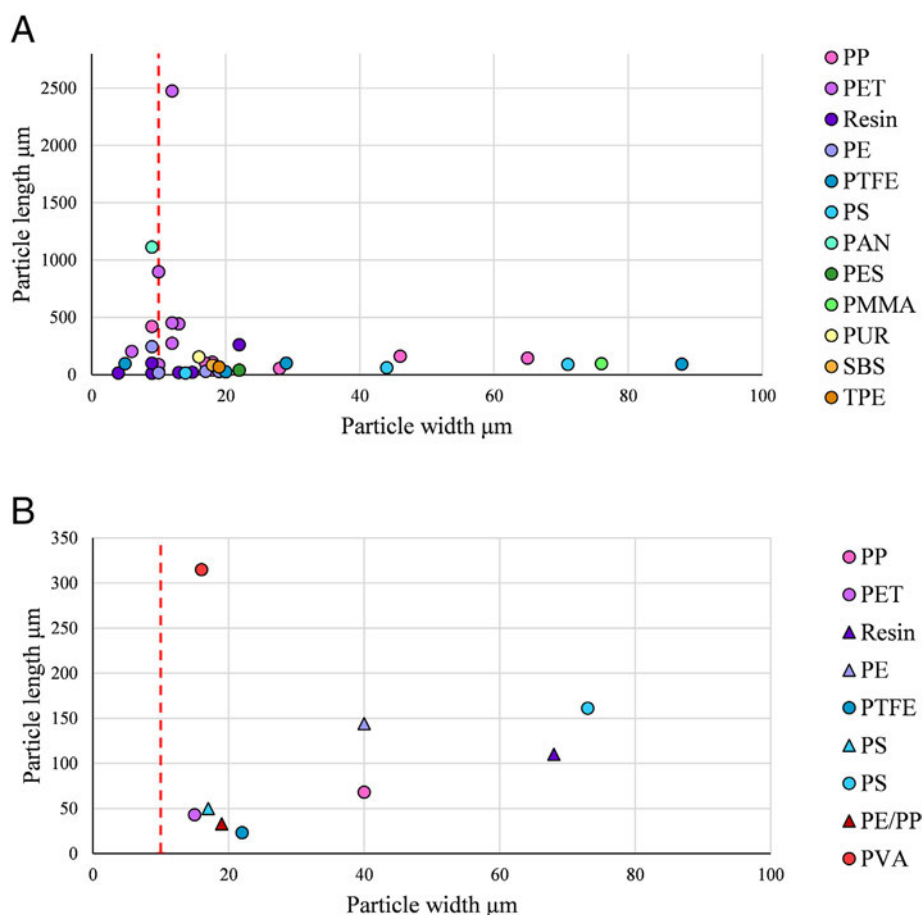 A
2500
2000
1500
1000
500
0
Particle length μm
0 20 40 60 80 100
Particle width μm
PP
PET
Resin
PE
PTFE
PS
PAN
PES
PMMA
PUR
SBS
TPE
B
350
300
250
200
150
100
50
0
Particle length μm
0 20 40 60 80 100
Particle width μm
PP
PET
Resin
PE
PTFE
PS
PS
PE/PP
PVA